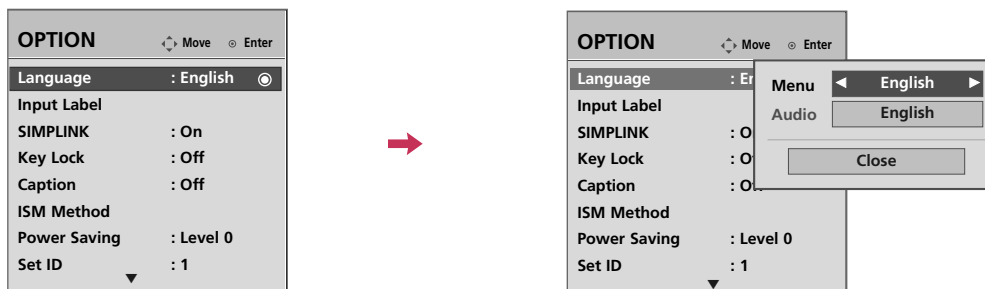 OPTION Move Enter
Language : English
Input Label
SIMPLINK : On
Key Lock : Off
Caption : Off
ISM Method
Power Saving : Level 0
Set ID : 1
OPTION Move Enter
Language
Input Label
SIMPLINK
Key Lock
Caption
ISM Method
Power Saving : Level 0
Set ID : 1
Menu English
Audio English
Close